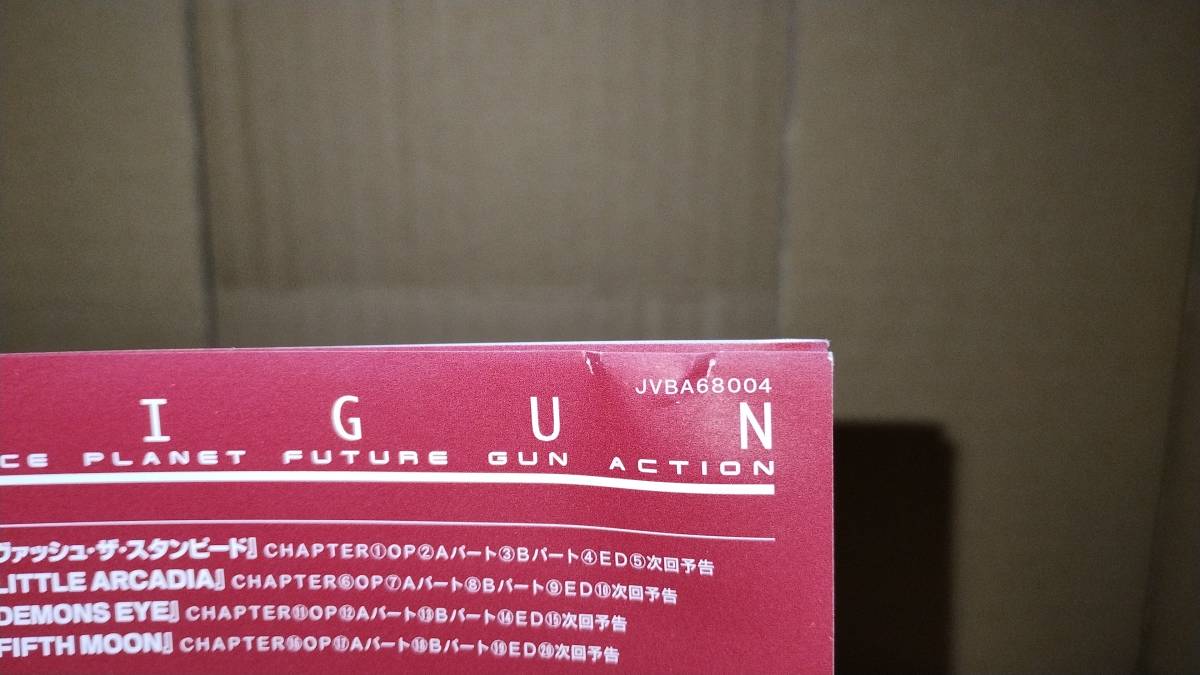 JVBA68004
I G U N
CE PLANET FUTURE GUN ACTION
ヴァッシュ・ザ・スタンピード』CHAPTER①OP②Aパート③Bパート④ED⑤次回予告
LITTLE ARCADIA』CHAPTER⑥OP⑦Aパート⑧Bパート⑨ED⑩次回予告
DEMONS EYE』CHAPTER⑪OP⑫Aパート⑬Bパート⑭ED⑮次回予告
FIFTH MOON』CHAPTER⑯OP⑰Aパート⑱Bパート⑲ED⑳次回予告